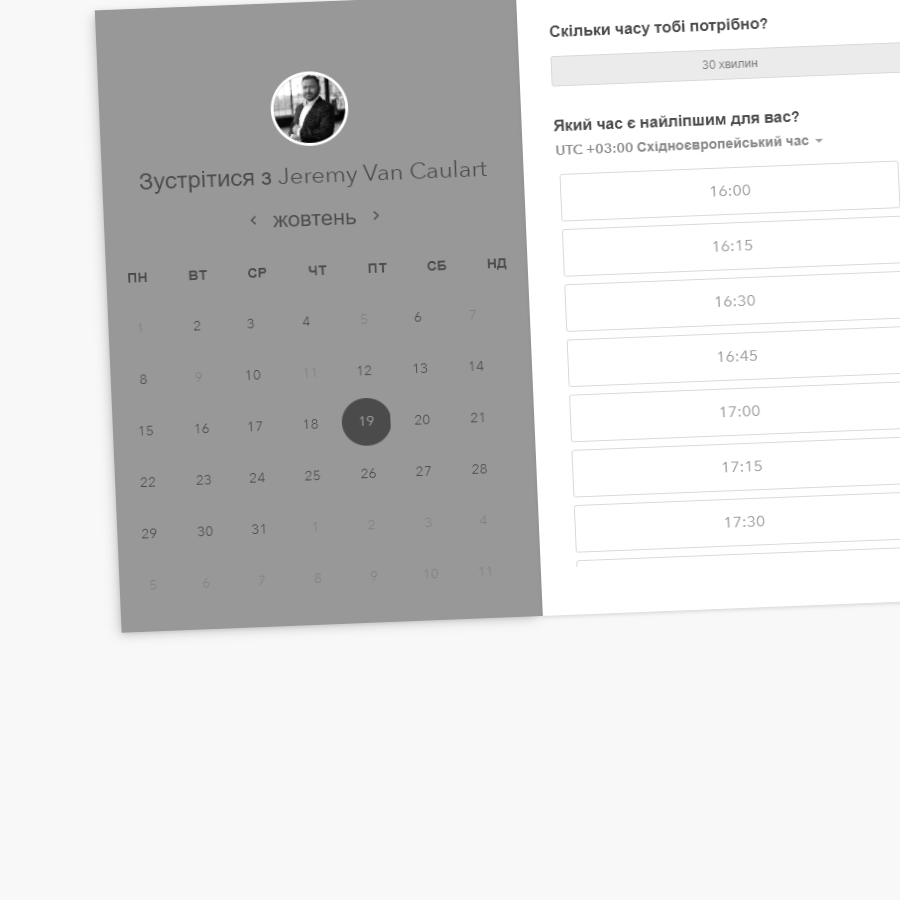 Зустрітися з Jeremy Van Caulart
‹ жовтень ›
ПН ВТ СР ЧТ ПТ СБ НД
1 2 3 4 5 6 7
8 9 10 11 12 13 14
15 16 17 18 19 20 21
22 23 24 25 26 27 28
29 30 31 1 2 3 4
5 6 7 8 9 10 11
Скільки часу тобі потрібно?
30 хвилин
Який час є найліпшим для вас?
UTC +03:00 Східноєвропейський час
16:00
16:15
16:30
16:45
17:00
17:15
17:30